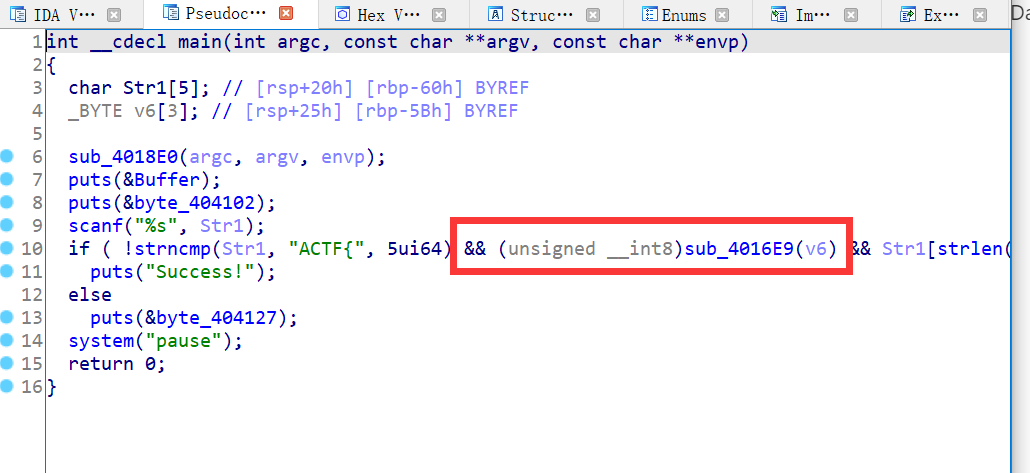 IDA V··· Pseudoc··· Hex V··· Struc··· Enums Im··· Ex···
1 int __cdecl main(int argc, const char **argv, const char **envp)
2 {
3 char Str1[5]; // [rsp+20h] [rbp-60h] BYREF
4 _BYTE v6[3]; // [rsp+25h] [rbp-5Bh] BYREF
5
6 sub_4018E0(argc, argv, envp);
7 puts(&Buffer);
8 puts(&byte_404102);
9 scanf("%s", Str1);
10 if ( !strncmp(Str1, "ACTF{", 5ui64) && (unsigned __int8)sub_4016E9(v6) && Str1[strlen(
11 puts("Success!");
12 else
13 puts(&byte_404127);
14 system("pause");
15 return 0;
16 }